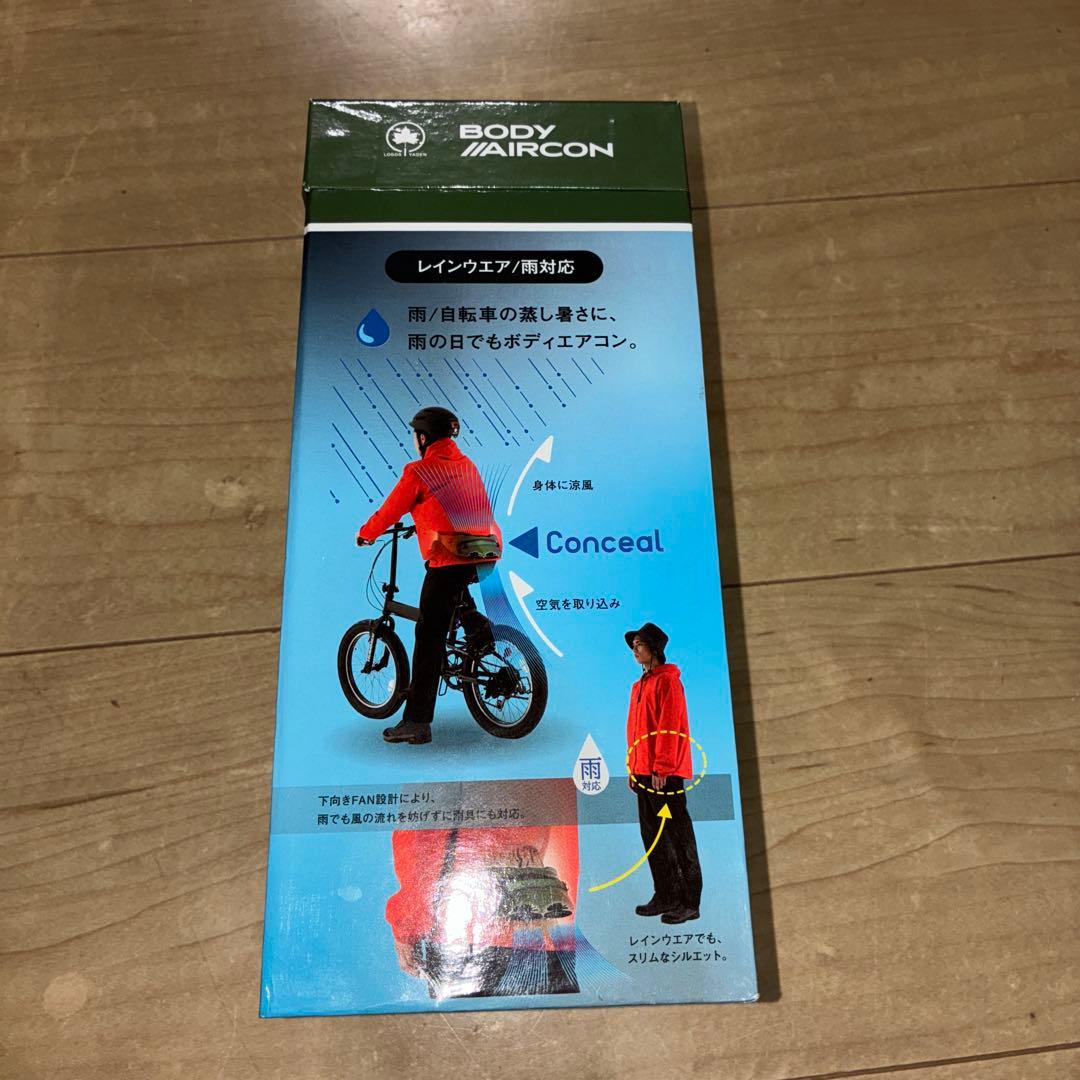 LOGOS YADEN
BODY
AIRCON
レインウエア/雨対応
雨/自転車の蒸し暑さに、
雨の日でもボディエアコン。
身体に涼風
Conceal
空気を取り込み
雨
対応
下向きFAN設計により、
雨でも風の流れを妨げずに雨具にも対応。
レインウエアでも、
スリムなシルエット。